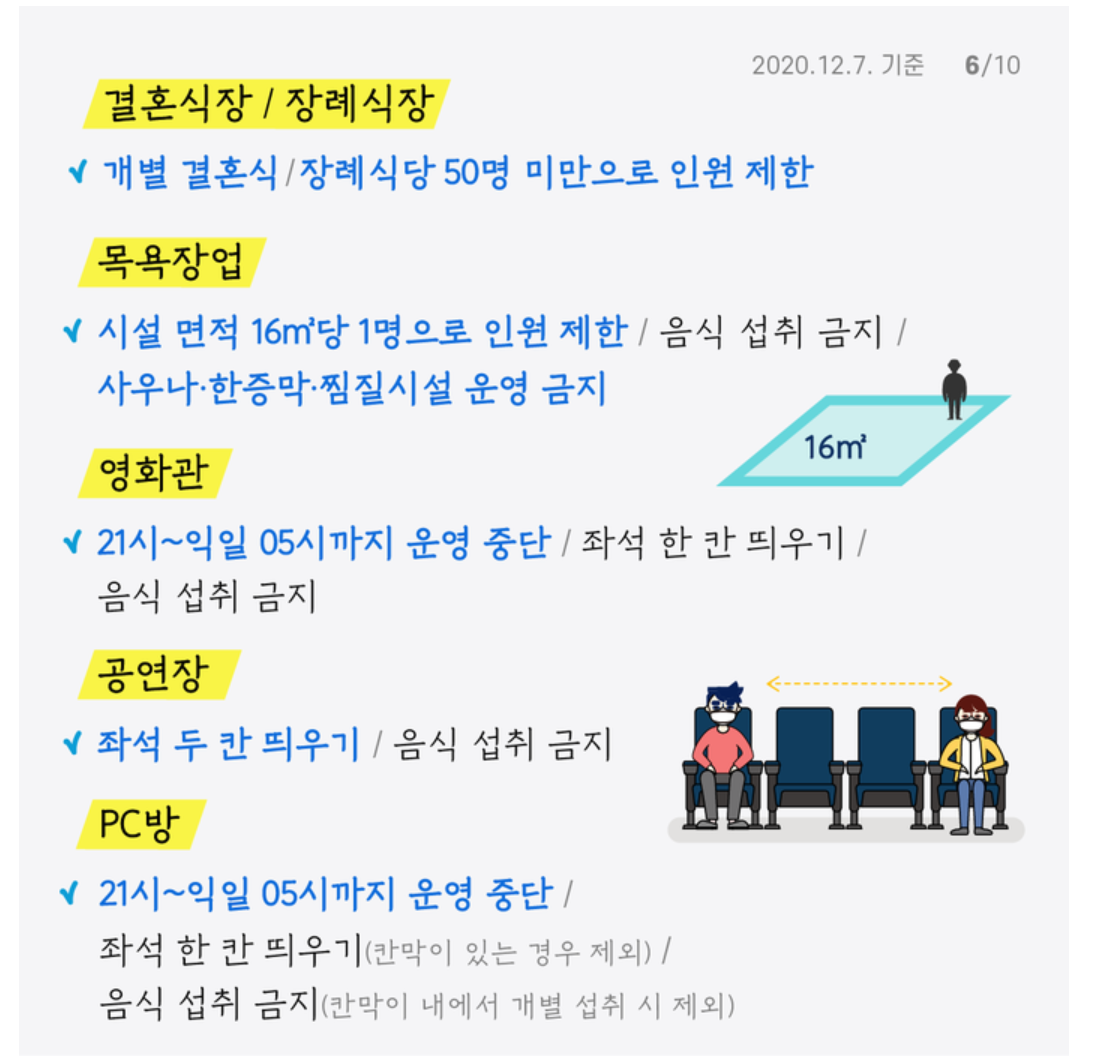 2020.12.7. 기준 6/10
결혼식장 / 장례식장
✓ 개별 결혼식/장례식당 50명 미만으로 인원 제한
목욕장업
✓ 시설 면적 16㎡당 1명으로 인원 제한 / 음식 섭취 금지 /
사우나·한증막·찜질시설 운영 금지
16㎡
영화관
✓ 21시~익일 05시까지 운영 중단 / 좌석 한 칸 띄우기 /
음식 섭취 금지
공연장
✓ 좌석 두 칸 띄우기 / 음식 섭취 금지
PC방
✓ 21시~익일 05시까지 운영 중단 /
좌석 한 칸 띄우기(칸막이 있는 경우 제외) /
음식 섭취 금지(칸막이 내에서 개별 섭취 시 제외)